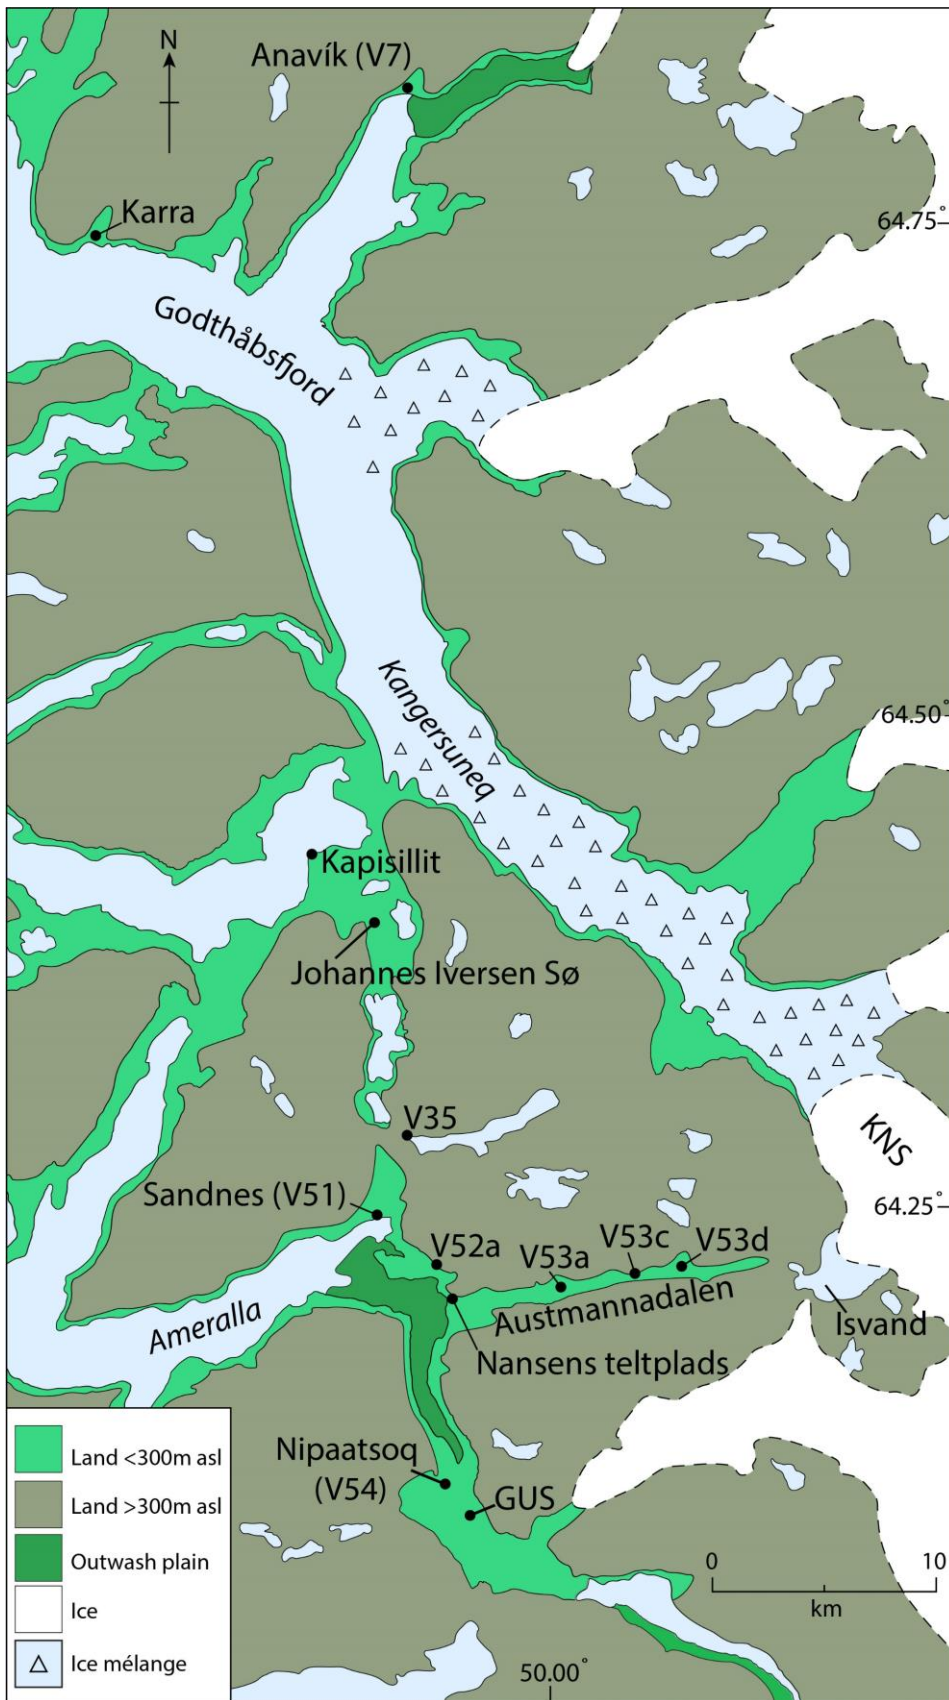 N
Anavík (V7)
Karra
64.75°
Godthåbsfjord
Kangersuneq
64.50°
Kapisillit
Johannes Iversen Sø
V35
KNS
Sandnes (V51)
64.25°
V52a
V53a
V53c
V53d
Austmannadalen
Ameralla
Isvand
Nansens teltplads
Nipaatsoq
(V54)
GUS
Land <300m asl
Land >300m asl
Outwash plain
Ice
Ice mélange
0
10
km
50.00°